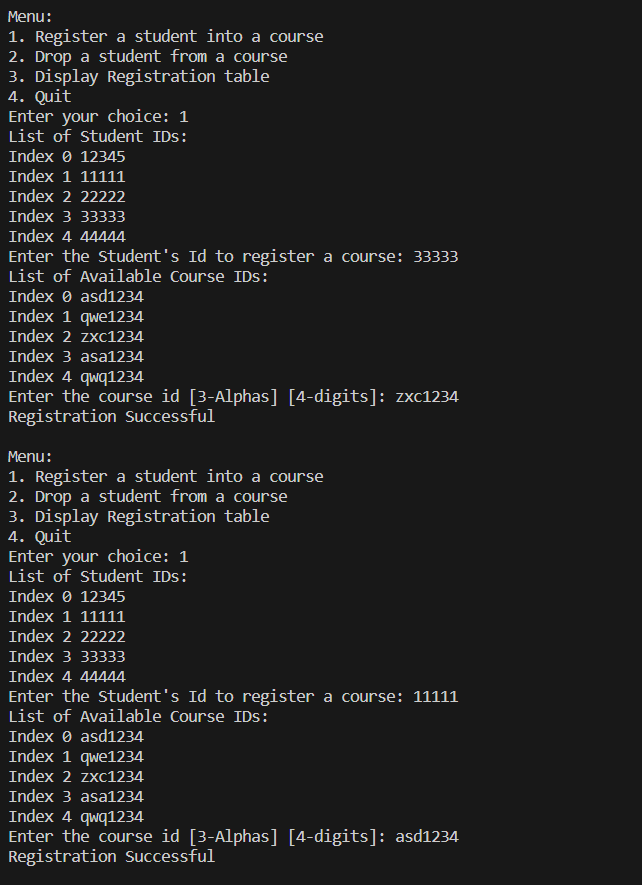 Menu:
1. Register a student into a course
2. Drop a student from a course
3. Display Registration table
4. Quit
Enter your choice: 1
List of Student IDs:
Index 0 12345
Index 1 11111
Index 2 22222
Index 3 33333
Index 4 44444
Enter the Student's Id to register a course: 33333
List of Available Course IDs:
Index 0 asd1234
Index 1 qwe1234
Index 2 zxc1234
Index 3 asa1234
Index 4 qwq1234
Enter the course id [3-Alphas] [4-digits]: zxc1234
Registration Successful

Menu:
1. Register a student into a course
2. Drop a student from a course
3. Display Registration table
4. Quit
Enter your choice: 1
List of Student IDs:
Index 0 12345
Index 1 11111
Index 2 22222
Index 3 33333
Index 4 44444
Enter the Student's Id to register a course: 11111
List of Available Course IDs:
Index 0 asd1234
Index 1 qwe1234
Index 2 zxc1234
Index 3 asa1234
Index 4 qwq1234
Enter the course id [3-Alphas] [4-digits]: asd1234
Registration Successful